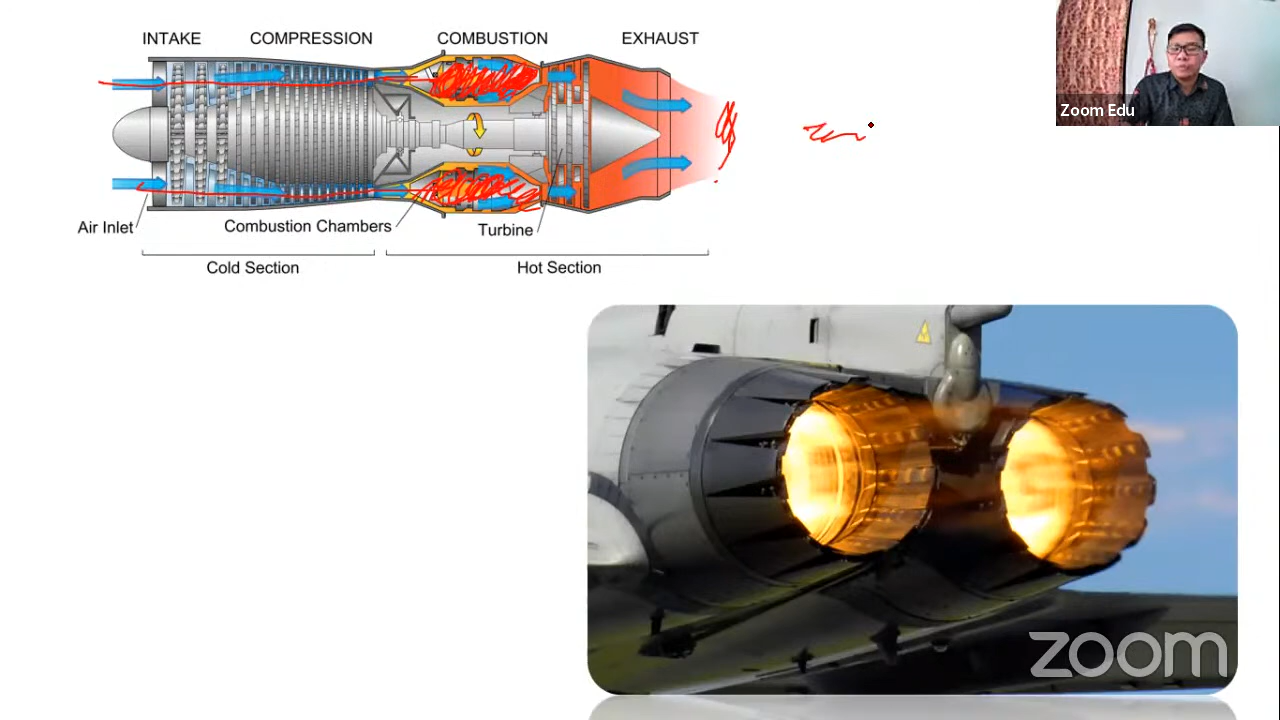 INTAKE COMPRESSION COMBUSTION EXHAUST
Air Inlet
Combustion Chambers
Turbine
Cold Section
Hot Section
Zoom Edu
zoom